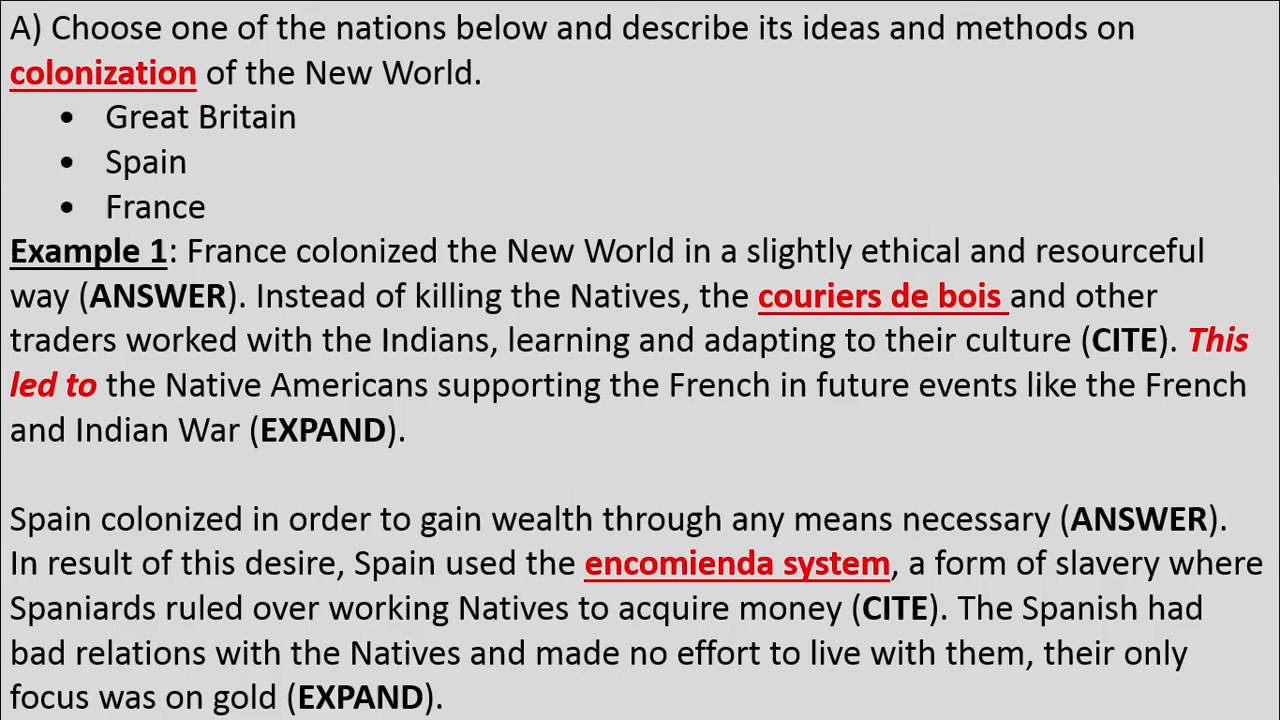 A) Choose one of the nations below and describe its ideas and methods on
colonization of the New World.
• Great Britain
• Spain
• France
Example 1: France colonized the New World in a slightly ethical and resourceful
way (ANSWER). Instead of killing the Natives, the couriers de bois and other
traders worked with the Indians, learning and adapting to their culture (CITE). This
led to the Native Americans supporting the French in future events like the French
and Indian War (EXPAND).
Spain colonized in order to gain wealth through any means necessary (ANSWER).
In result of this desire, Spain used the encomienda system, a form of slavery where
Spaniards ruled over working Natives to acquire money (CITE). The Spanish had
bad relations with the Natives and made no effort to live with them, their only
focus was on gold (EXPAND).